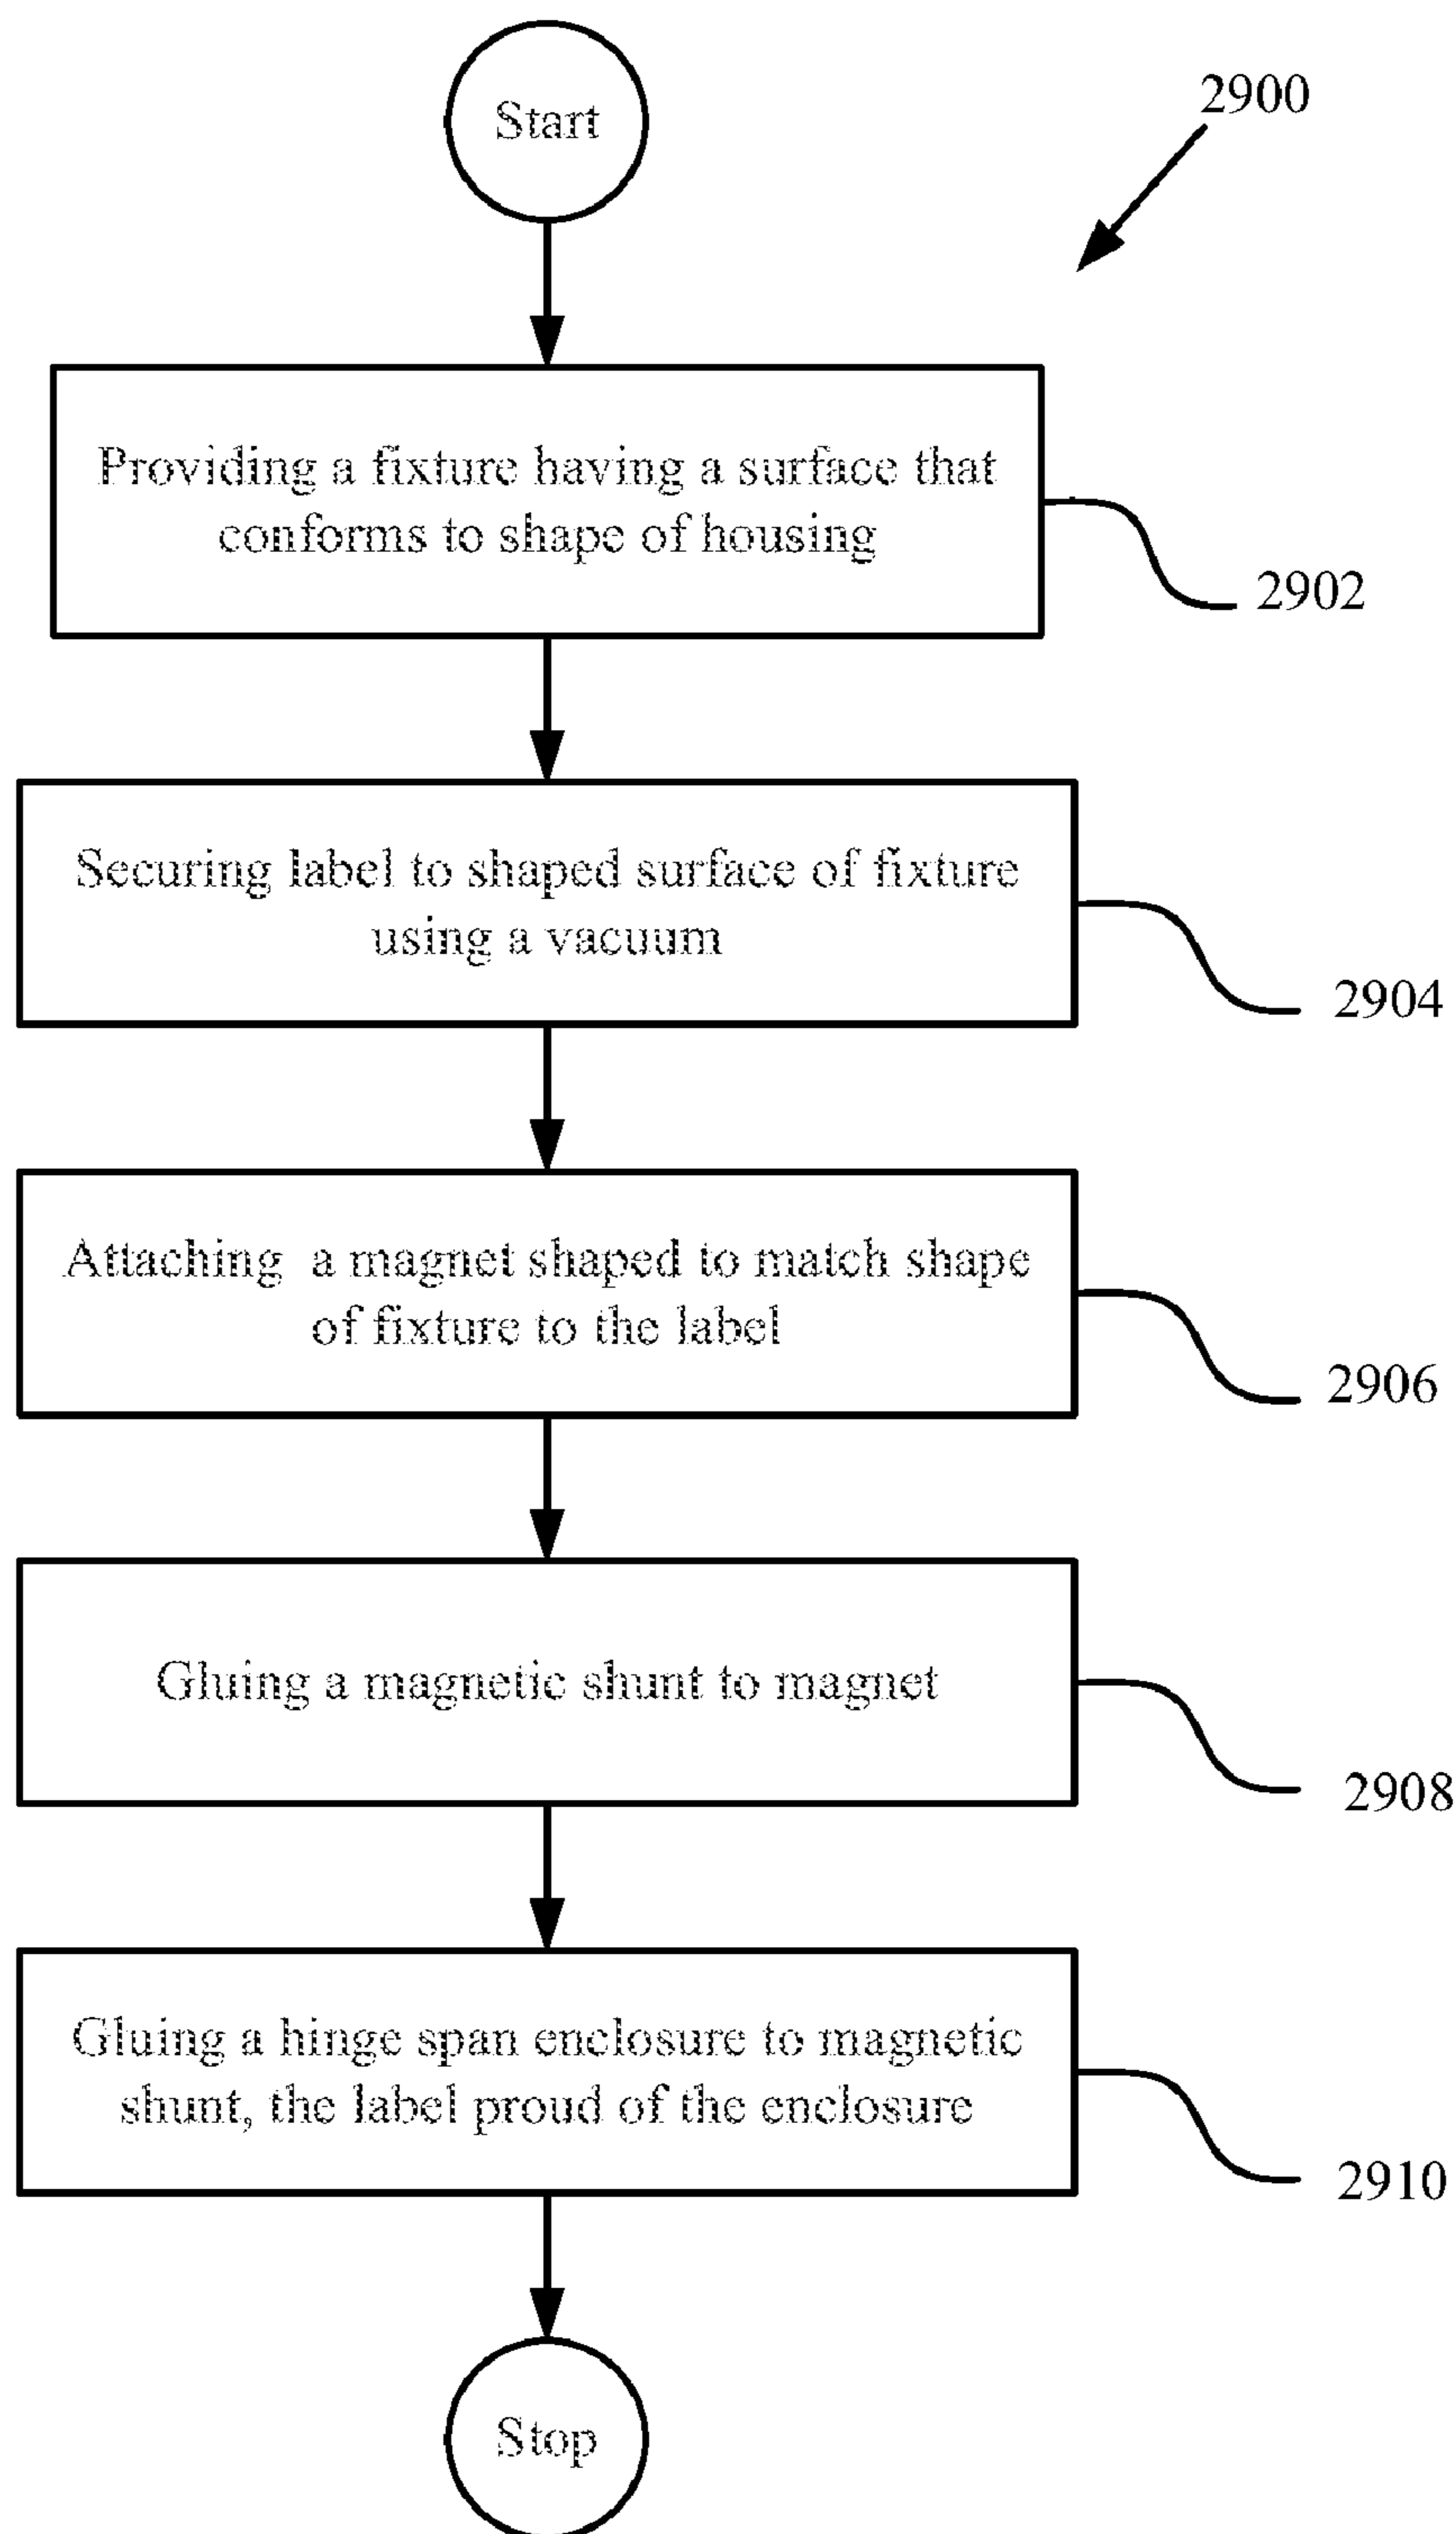 Start
2900
Providing a fixture having a surface that
conforms to shape of housing
2902
Securing label to shaped surface of fixture
using a vacuum
2904
Attaching a magnet shaped to match shape
of fixture to the label
2906
Gluing a magnetic shunt to magnet
2908
Gluing a hinge span enclosure to magnetic
shunt, the label proud of the enclosure
2910
Stop